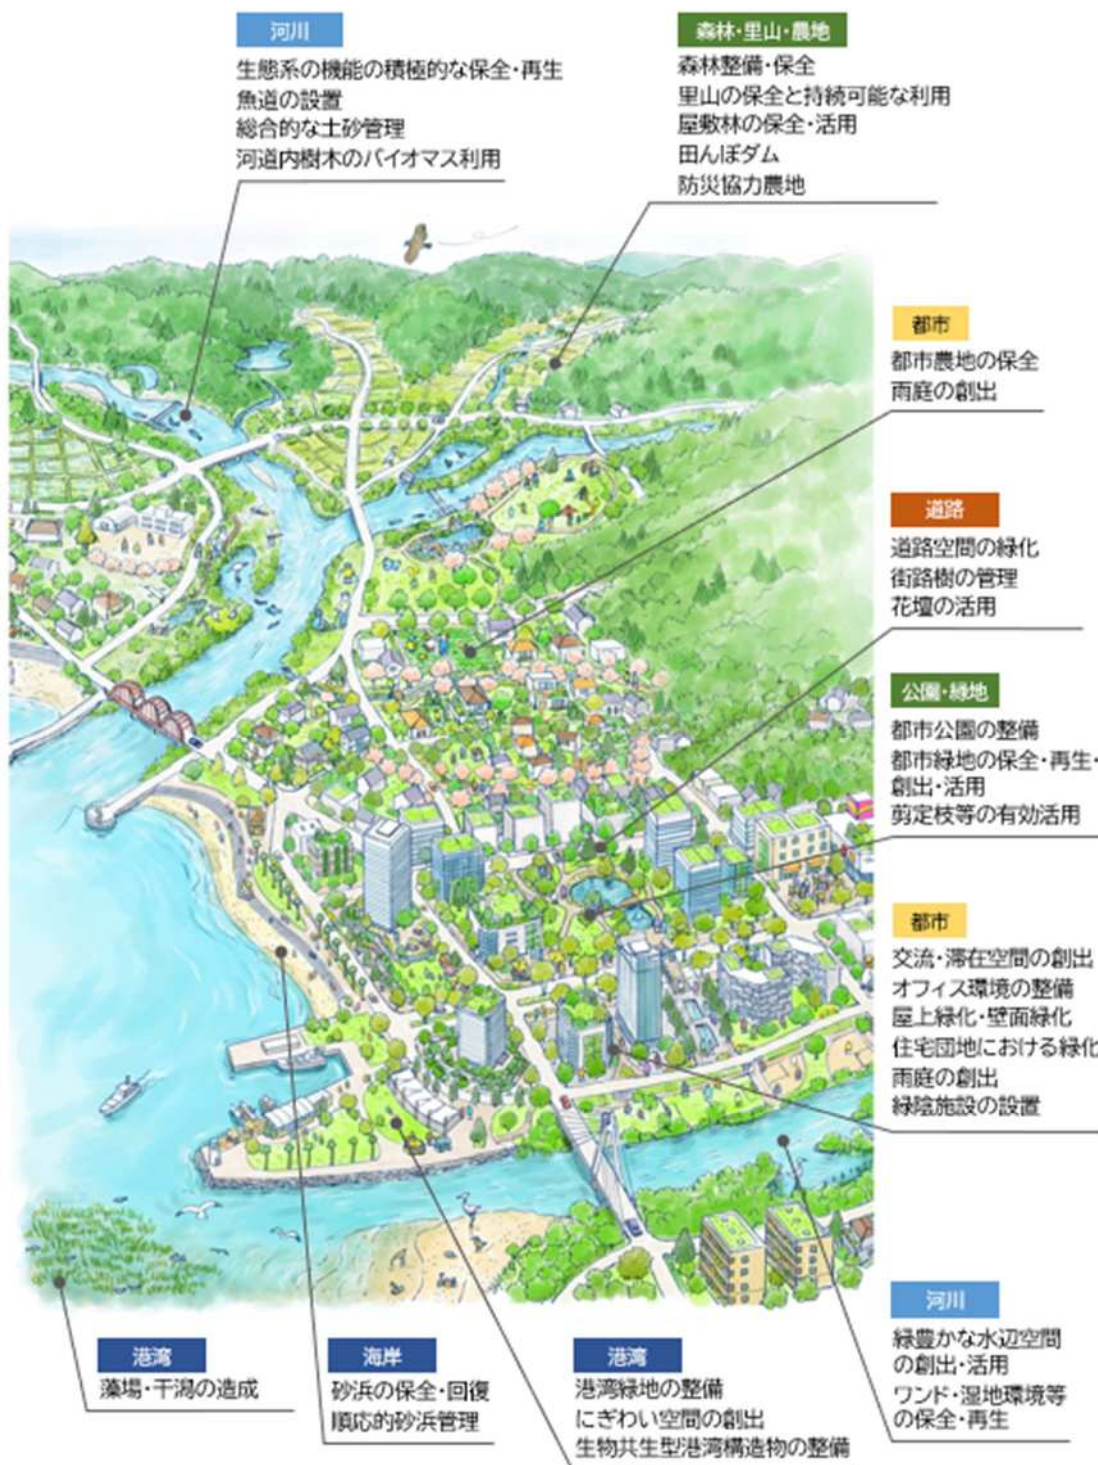 河川
生態系の機能の積極的な保全・再生
魚道の設置
総合的な土砂管理
河道内樹木のバイオマス利用
森林・里山・農地
森林整備・保全
里山の保全と持続可能な利用
屋敷林の保全・活用
田んぼダム
防災協力農地
都市
都市農地の保全
雨庭の創出
道路
道路空間の緑化
街路樹の管理
花壇の活用
公園・緑地
都市公園の整備
都市緑地の保全・再生・
創出・活用
剪定枝等の有効活用
都市
交流・滞在空間の創出
オフィス環境の整備
屋上緑化・壁面緑化
住宅団地における緑化
雨庭の創出
緑陰施設の設置
河川
緑豊かな水辺空間
の創出・活用
ワンド・湿地環境等
の保全・再生
港湾
藻場・干潟の造成
海岸
砂浜の保全・回復
順応的砂浜管理
港湾
港湾緑地の整備
にぎわい空間の創出
生物共生型港湾構造物の整備